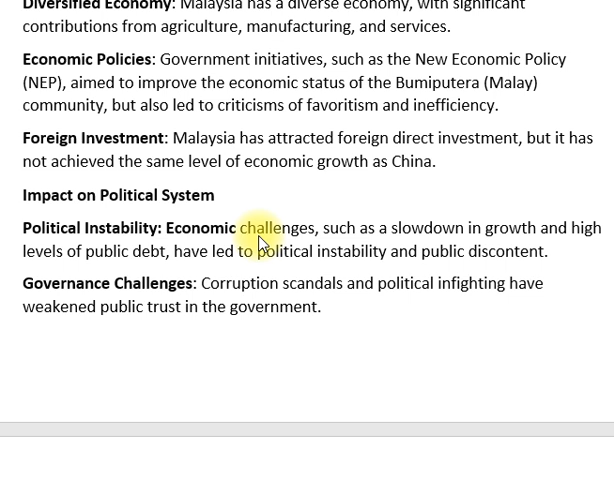 Diversified Economy: Malaysia has a diverse economy, with significant
contributions from agriculture, manufacturing, and services.
Economic Policies: Government initiatives, such as the New Economic Policy
(NEP), aimed to improve the economic status of the Bumiputera (Malay)
community, but also led to criticisms of favoritism and inefficiency.
Foreign Investment: Malaysia has attracted foreign direct investment, but it has
not achieved the same level of economic growth as China.
Impact on Political System
Political Instability: Economic challenges, such as a slowdown in growth and high
levels of public debt, have led to political instability and public discontent.
Governance Challenges: Corruption scandals and political infighting have
weakened public trust in the government.